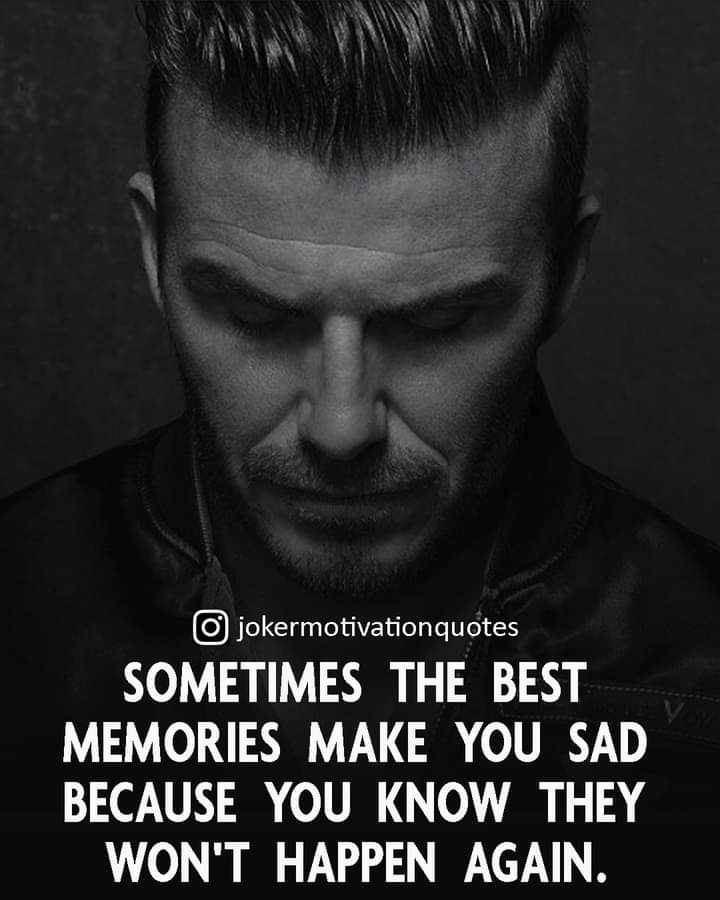 jokermotivationquotes
SOMETIMES THE BEST
MEMORIES MAKE YOU SAD
BECAUSE YOU KNOW THEY
WON'T HAPPEN AGAIN.